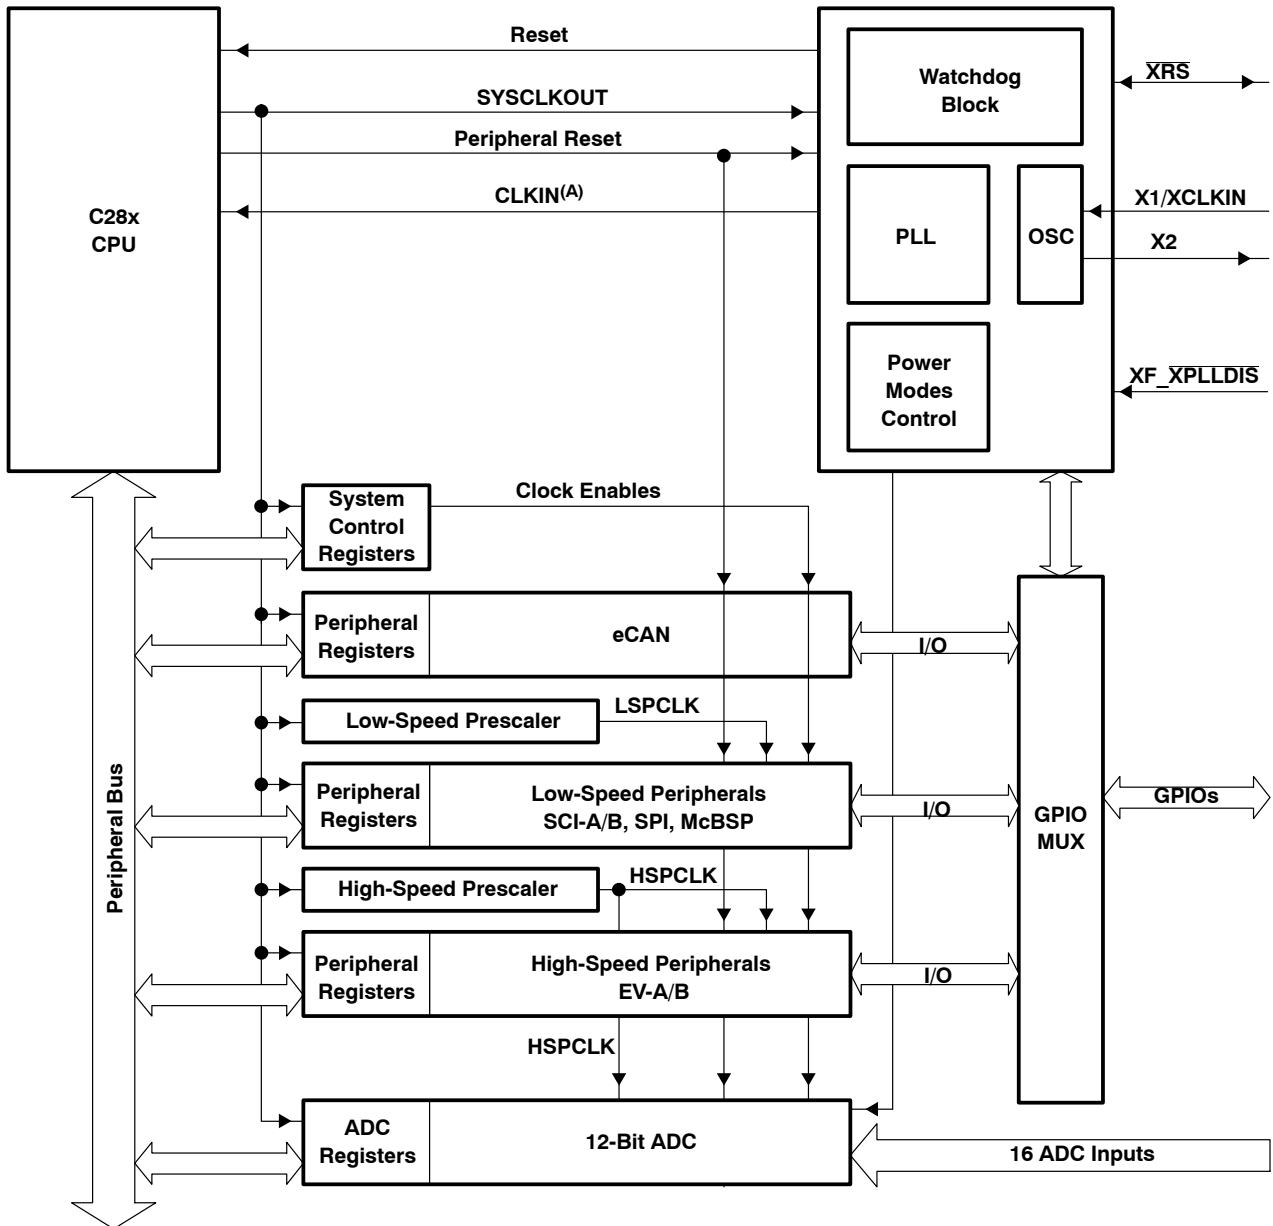 Reset
SYSCLKOUT
Peripheral Reset
CLKIN(A)
C28x
CPU
Watchdog
Block
PLL
OSC
Power
Modes
Control
XRS
X1/XCLKIN
X2
XF_XPLLDIS
System
Control
Registers
Clock Enables
Peripheral
Registers
eCAN
I/O
Low-Speed Prescaler
LSPCLK
Peripheral
Registers
Low-Speed Peripherals
SCI-A/B, SPI, McBSP
I/O
GPIO
MUX
GPIOs
Peripheral Bus
High-Speed Prescaler
HSPCLK
Peripheral
Registers
High-Speed Peripherals
EV-A/B
I/O
HSPCLK
ADC
Registers
12-Bit ADC
16 ADC Inputs